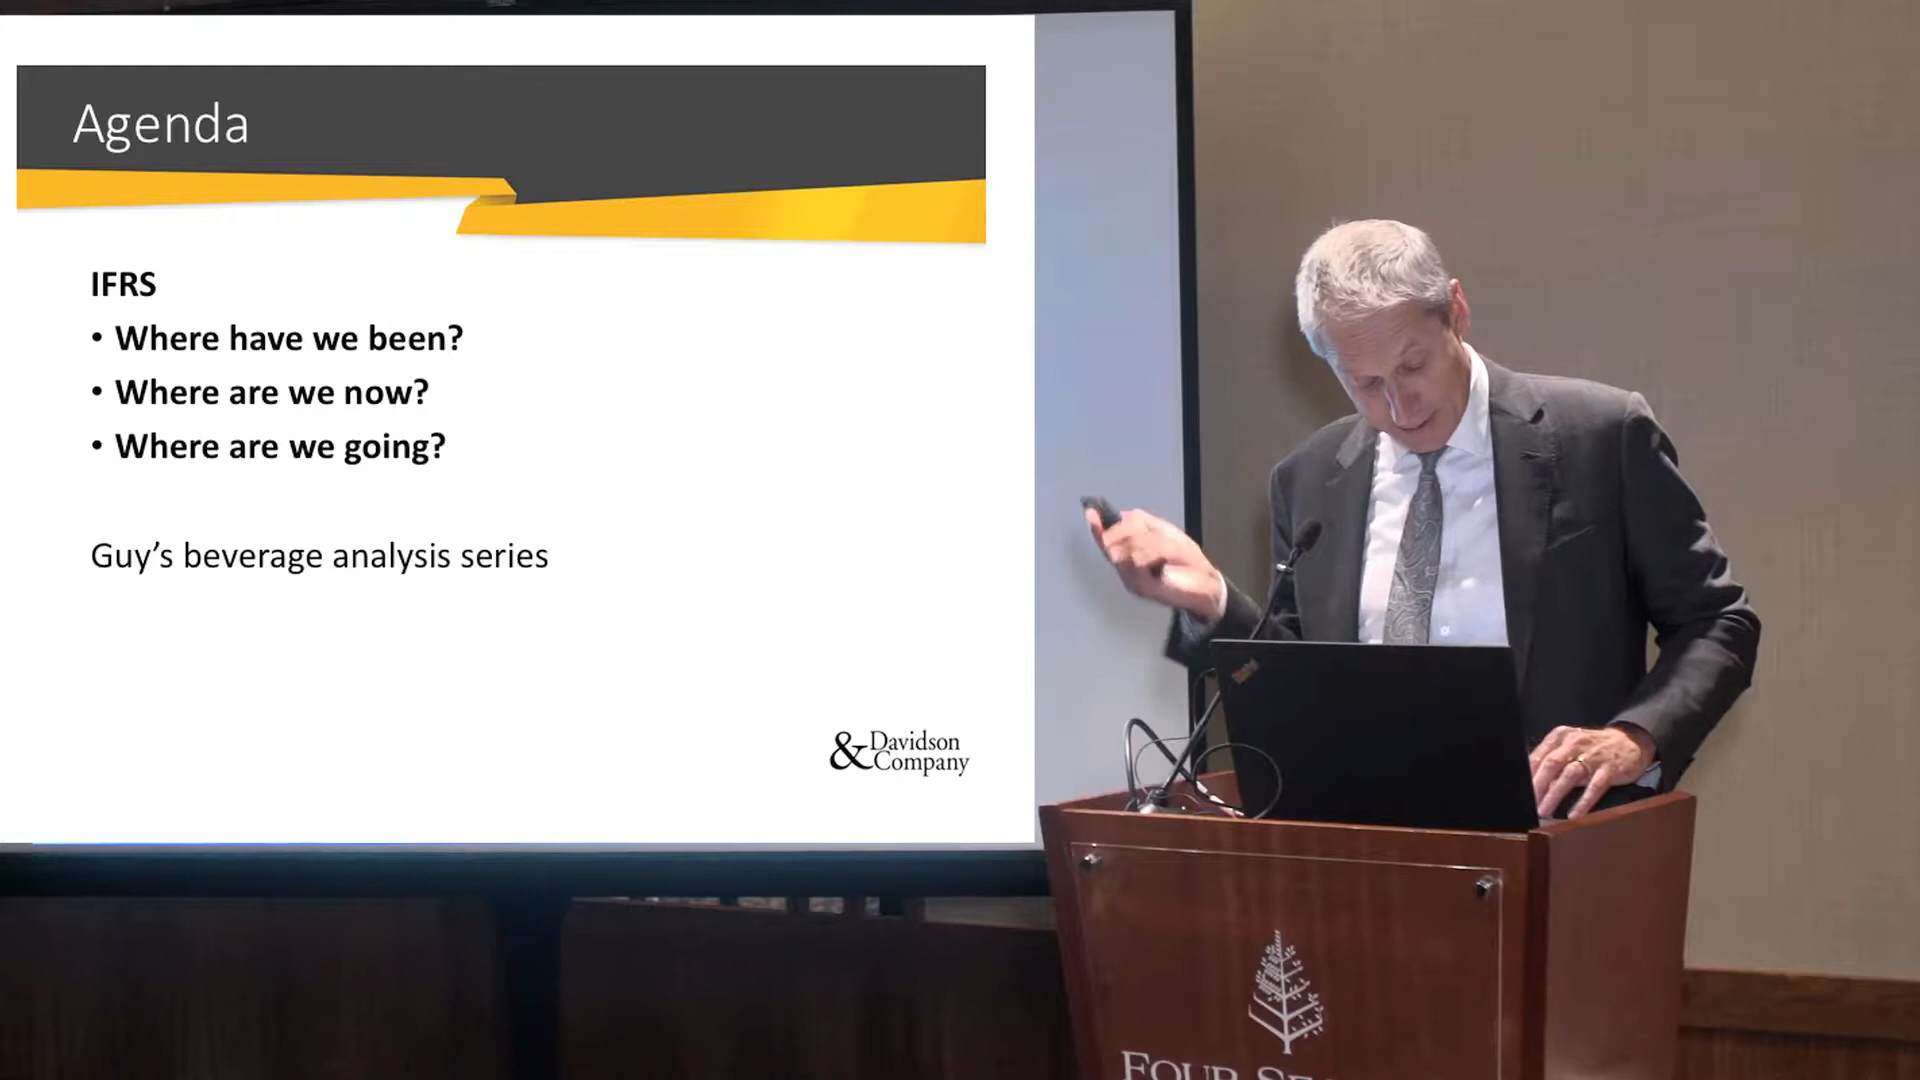 Agenda
IFRS
• Where have we been?
• Where are we now?
• Where are we going?
Guy’s beverage analysis series
& Davidson
Company
FOUR